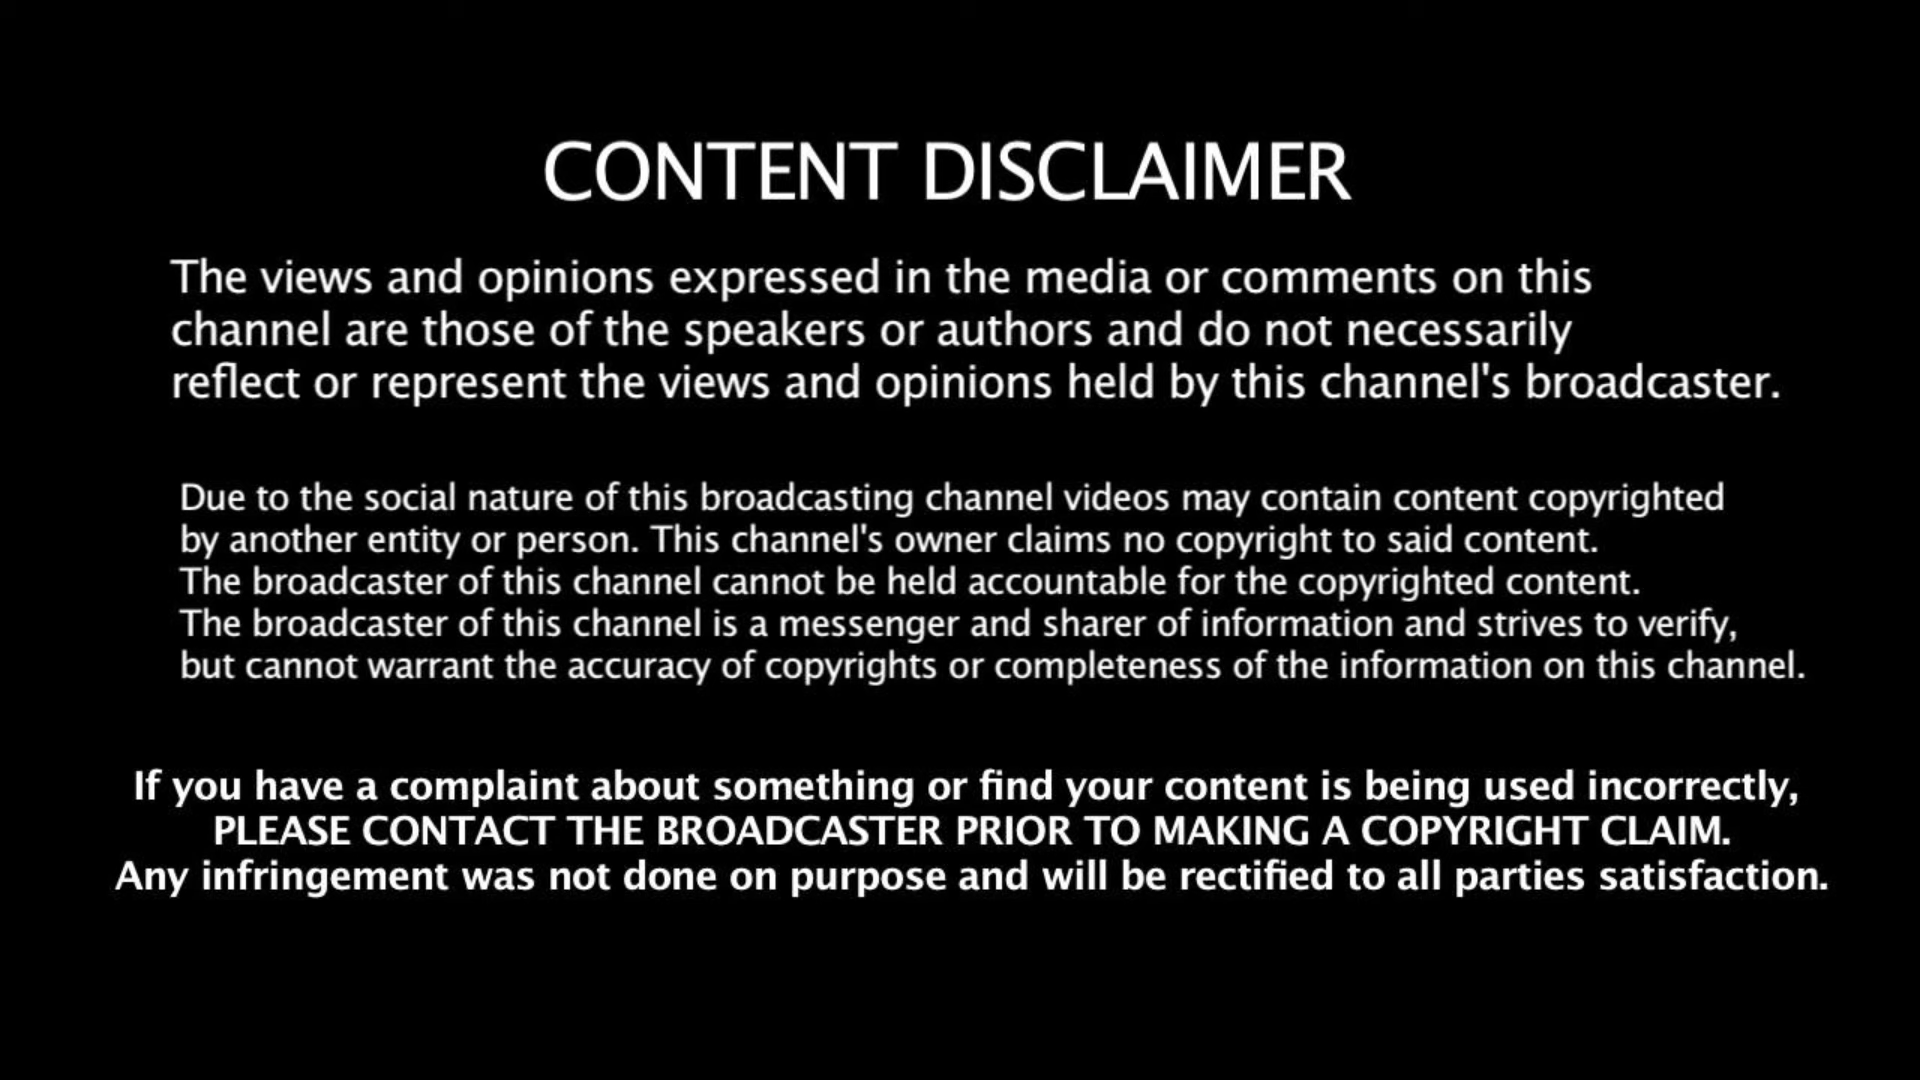 CONTENT DISCLAIMER
The views and opinions expressed in the media or comments on this
channel are those of the speakers or authors and do not necessarily
reflect or represent the views and opinions held by this channel's broadcaster.
Due to the social nature of this broadcasting channel videos may contain content copyrighted
by another entity or person. This channel's owner claims no copyright to said content.
The broadcaster of this channel cannot be held accountable for the copyrighted content.
The broadcaster of this channel is a messenger and sharer of information and strives to verify,
but cannot warrant the accuracy of copyrights or completeness of the information on this channel.
If you have a complaint about something or find your content is being used incorrectly,
PLEASE CONTACT THE BROADCASTER PRIOR TO MAKING A COPYRIGHT CLAIM.
Any infringement was not done on purpose and will be rectified to all parties satisfaction.